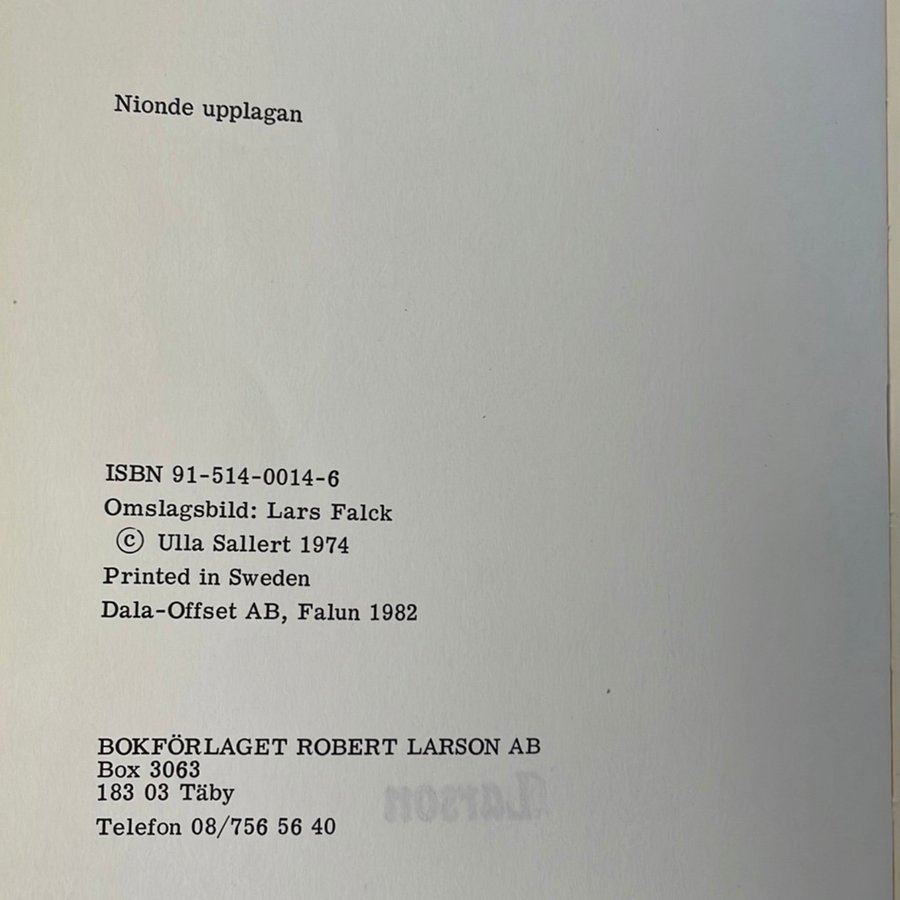 Nionde upplagan
ISBN 91-514-0014-6
Omslagsbild: Lars Falck
© Ulla Sallert 1974
Printed in Sweden
Dala-Offset AB, Falun 1982
BOKFÖRLAGET ROBERT LARSON AB
Box 3063
183 03 Täby
Larson
Telefon 08/756 56 40